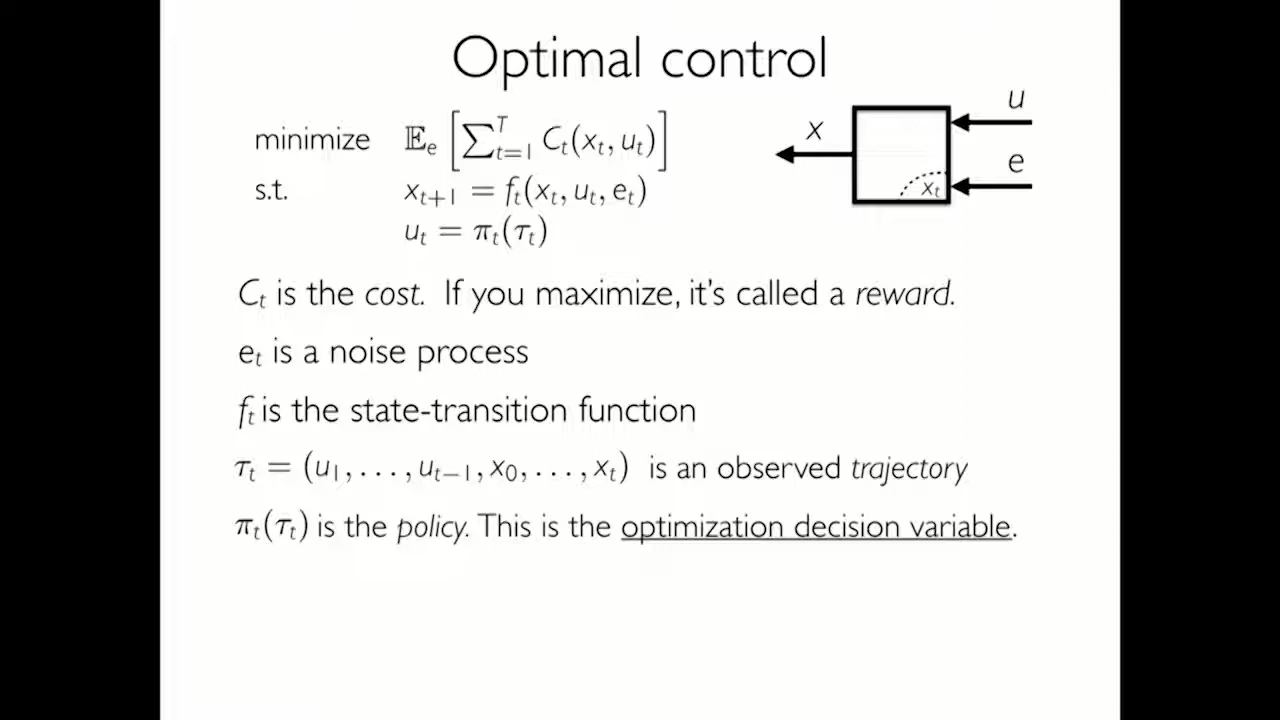 Optimal control
minimize 𝔼ₑ [∑ᵀₜ₌₁ Cₜ(xₜ, uₜ)]
s.t. xₜ₊₁ = fₜ(xₜ, uₜ, eₜ)
uₜ = πₜ(τₜ)
u
x
e
xₜ
Cₜ is the cost. If you maximize, it's called a reward.
eₜ is a noise process
fₜ is the state-transition function
τₜ = (u₁, . . . , uₜ₋₁, x₀, . . . , xₜ) is an observed trajectory
πₜ(τₜ) is the policy. This is the optimization decision variable.